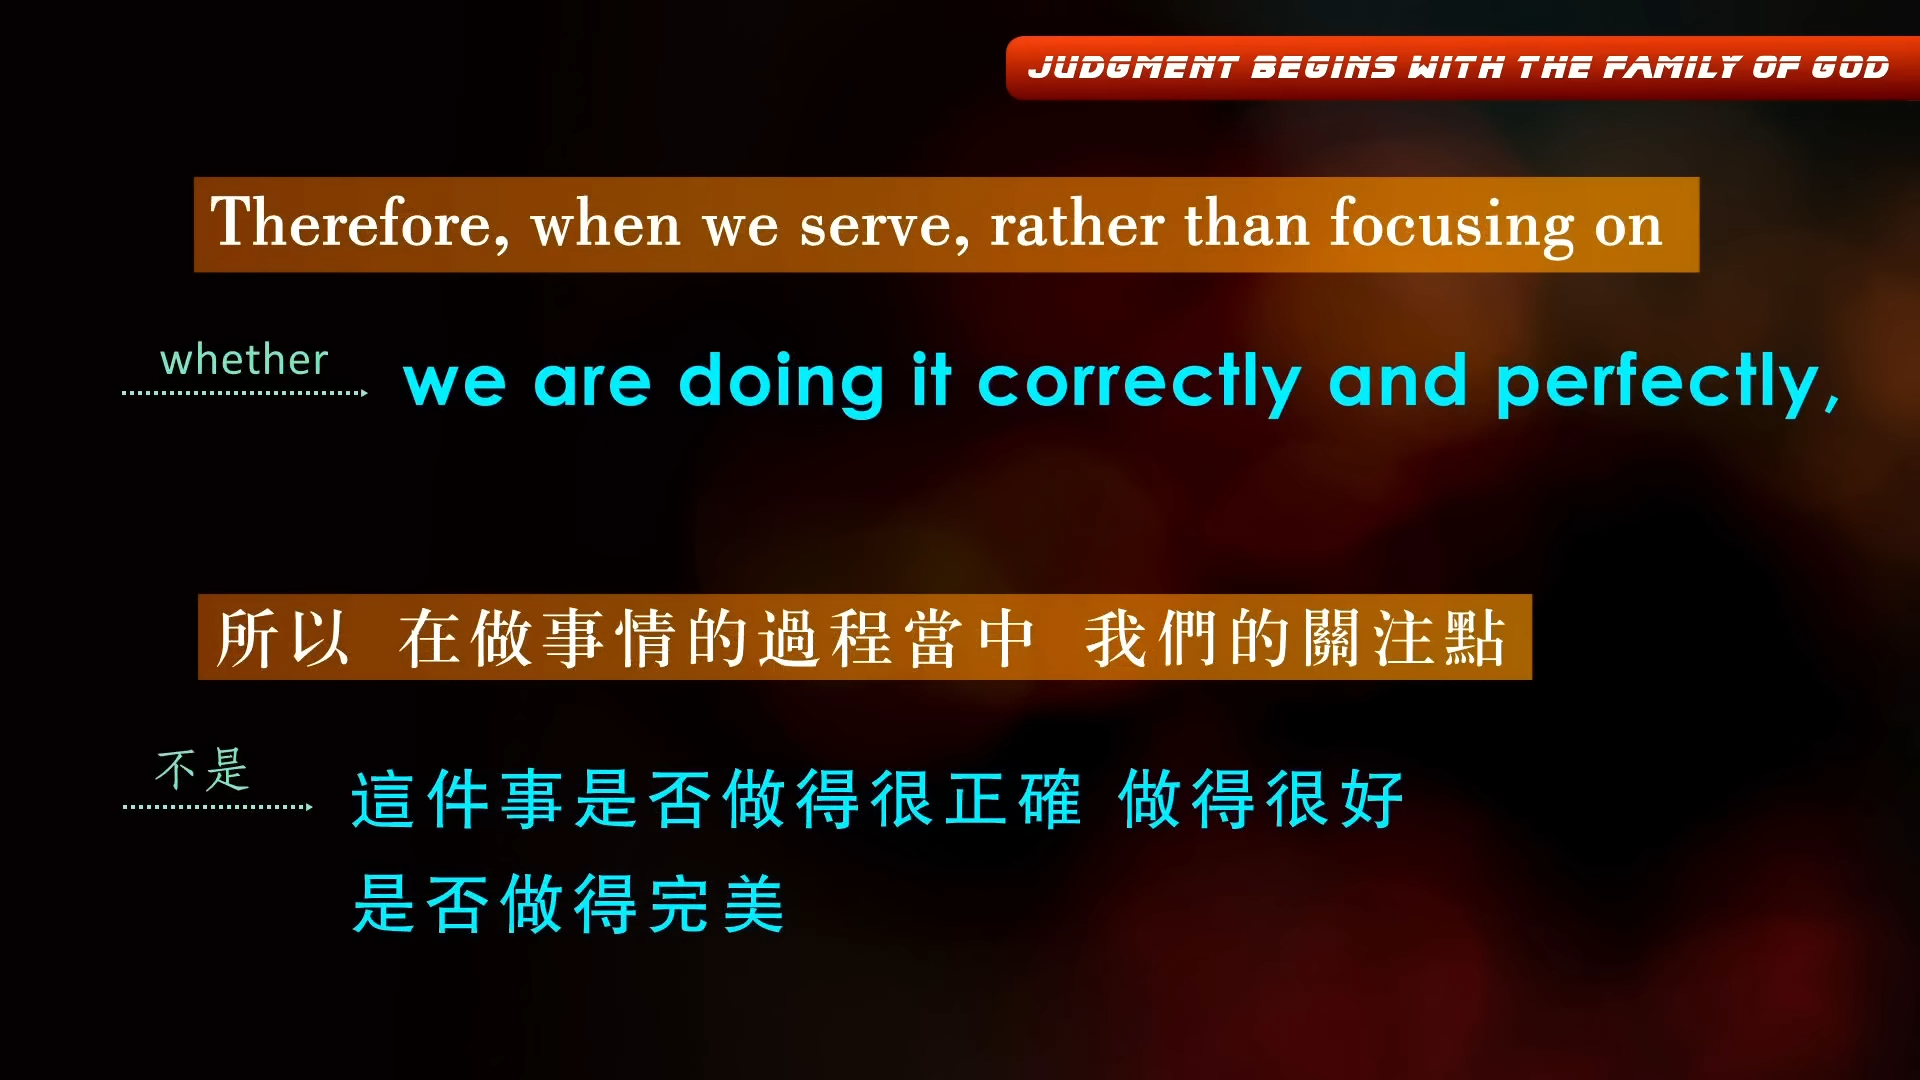 JUDGMENT BEGINS WITH THE FAMILY OF GOD
Therefore, when we serve, rather than focusing on
whether
we are doing it correctly and perfectly,
所以 在做事情的過程當中 我們的關注點
不是
這件事是否做得很正確 做得很好
是否做得完美